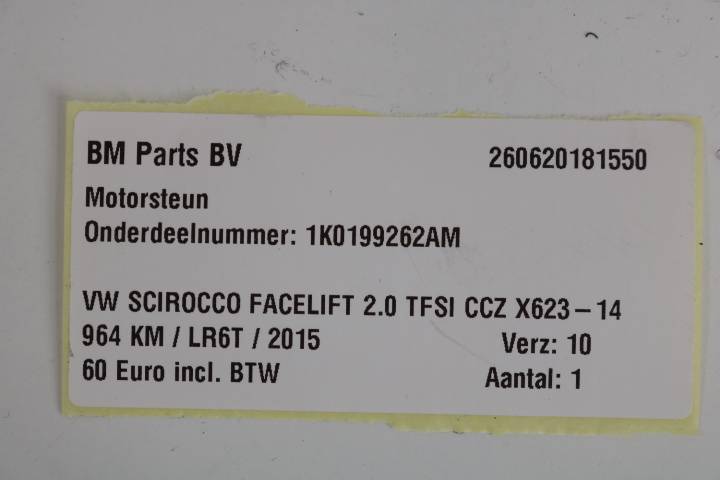 BM Parts BV 260620181550
Motorsteun
Onderdeelnummer: 1K0199262AM
VW SCIROCCO FACELIFT 2.0 TFSI CCZ X623-14
964 KM / LR6T / 2015 Verz: 10
60 Euro incl. BTW Aantal: 1